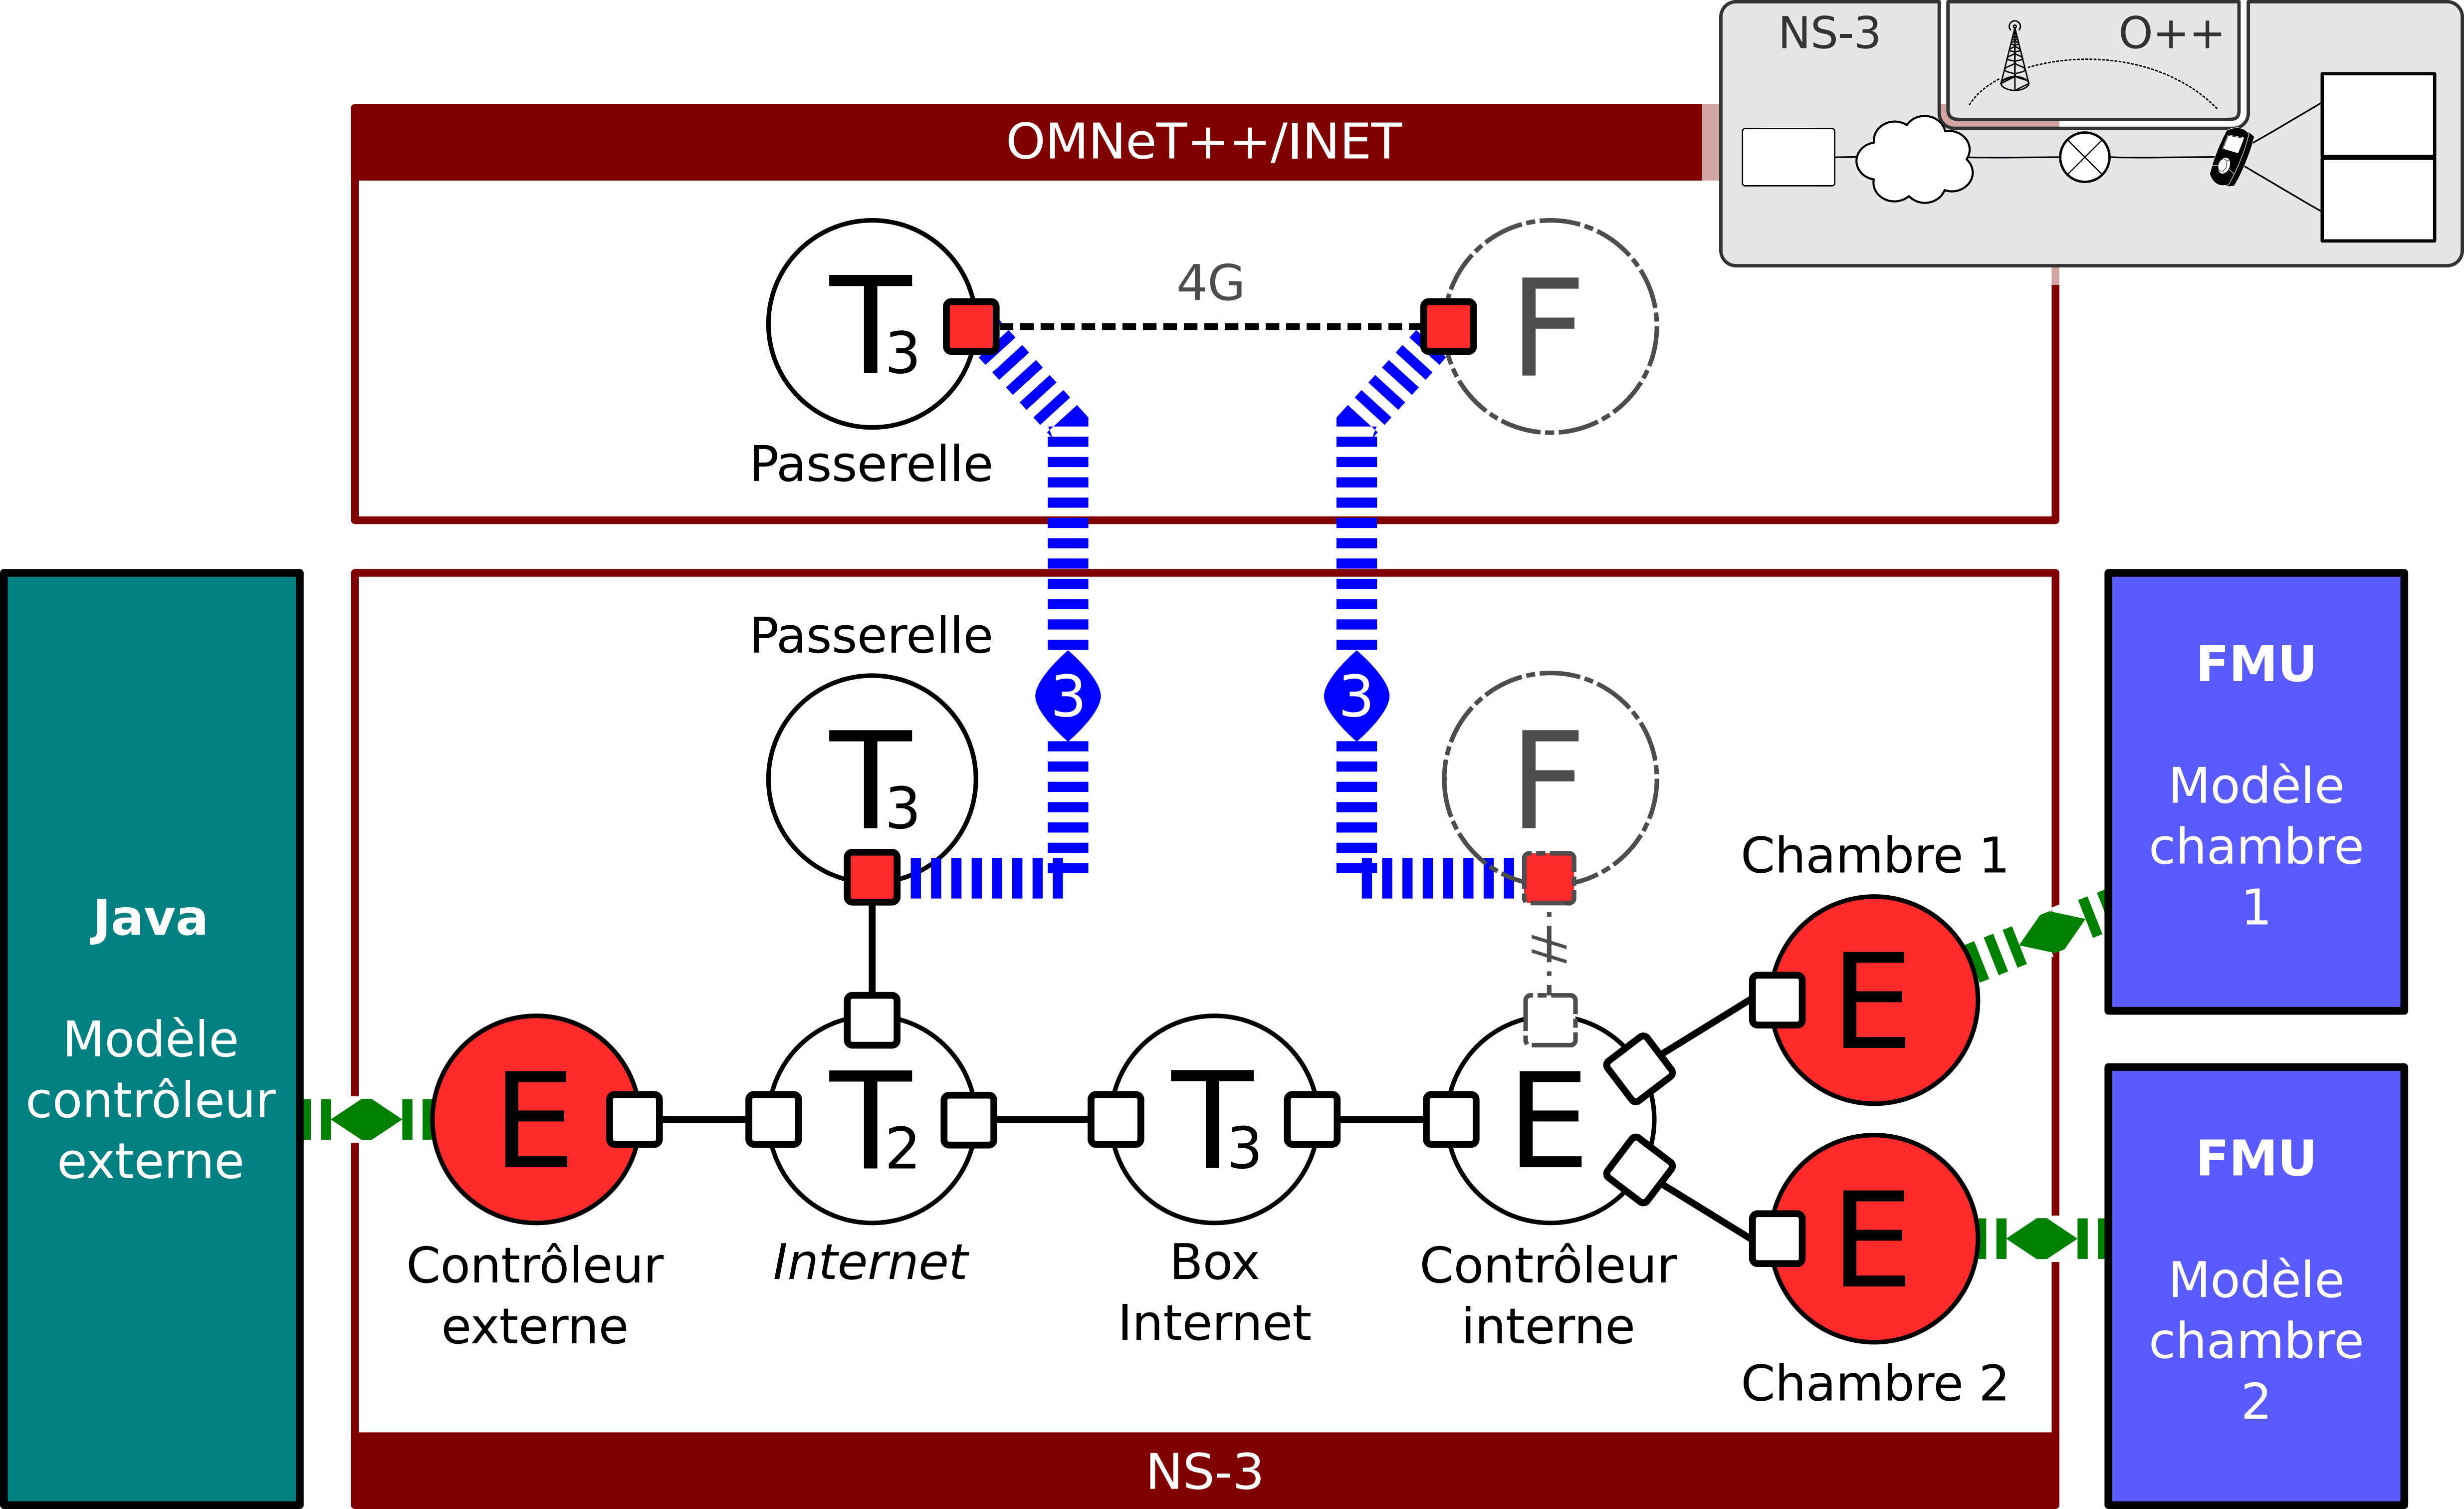 NS-3
O++
OMNeT++/INET
T3
4G
F
Passerelle
Passerelle
T3
3
3
F
Java
Modèle
contrôleur
externe
E
Contrôleur
externe
T2
Internet
T3
Box
Internet
E
Contrôleur
interne
Chambre 1
E
E
Chambre 2
FMU
Modèle
chambre
1
FMU
Modèle
chambre
2
NS-3